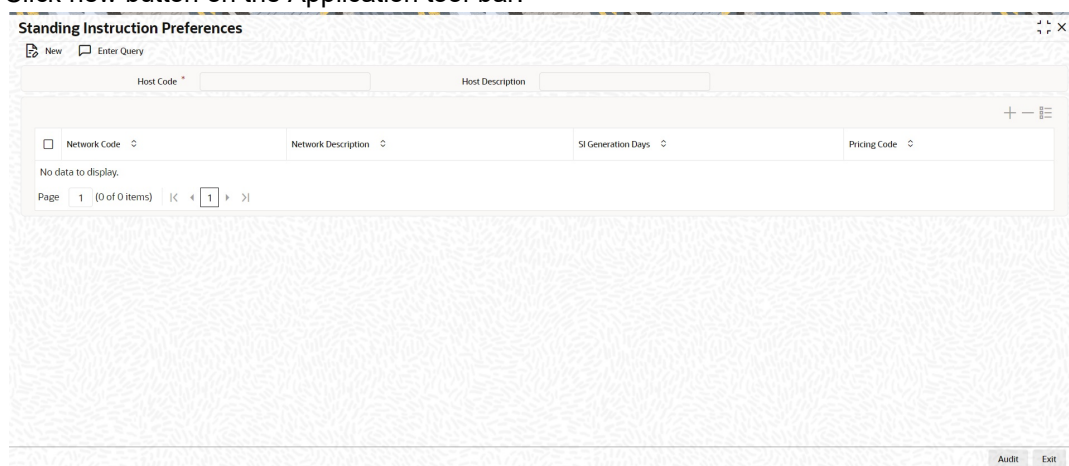 Click new button on the Application tool bar.
Standing Instruction Preferences
New Enter Query
Host Code * Host Description
Network Code Network Description SI Generation Days Pricing Code
No data to display.
Page 1 (0 of 0 items) 1
Audit Exit